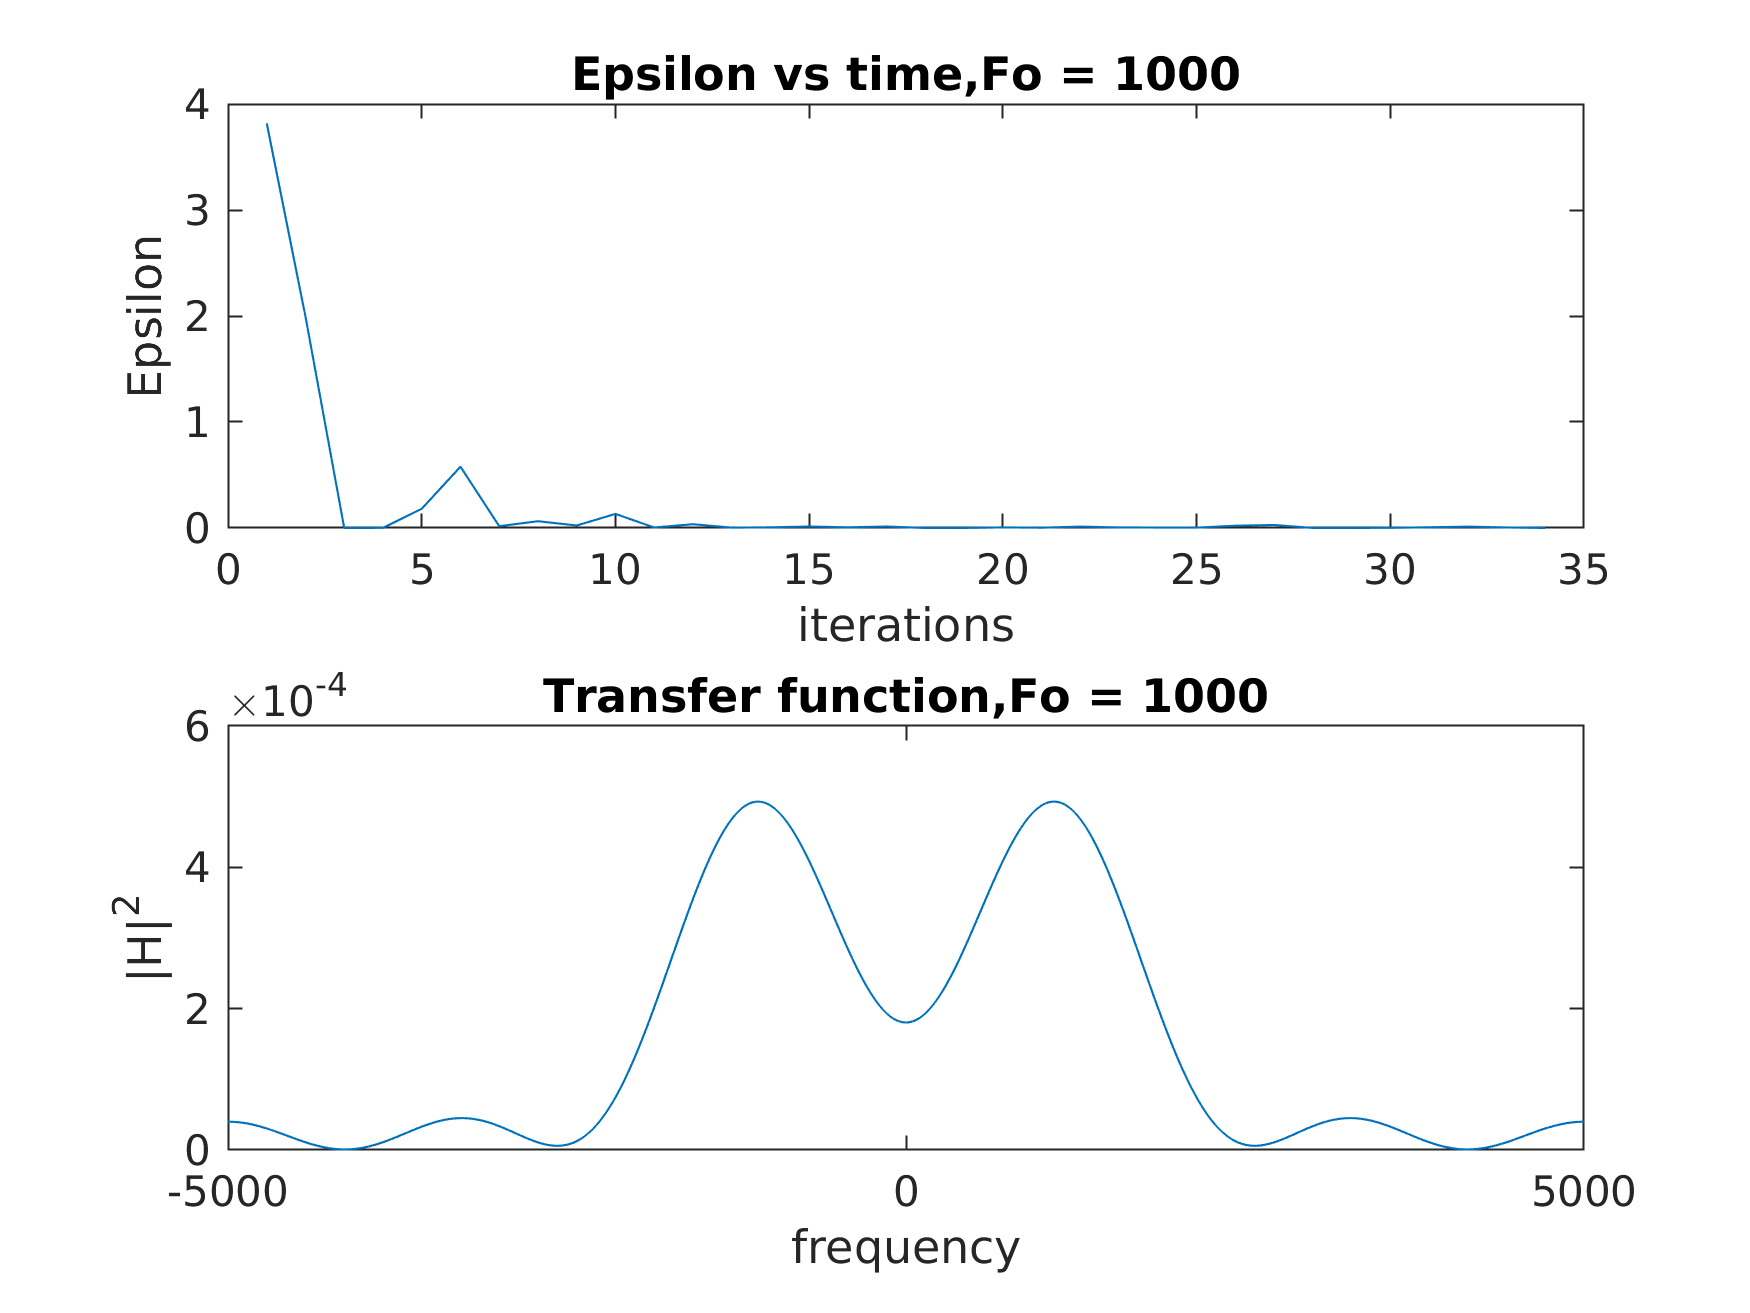 Epsilon vs time,Fo = 1000
4
3
2
1
0
Epsilon
0 5 10 15 20 25 30 35
iterations
×10⁻⁴
Transfer function,Fo = 1000
6
4
2
0
|H|²
-5000 0 5000
frequency